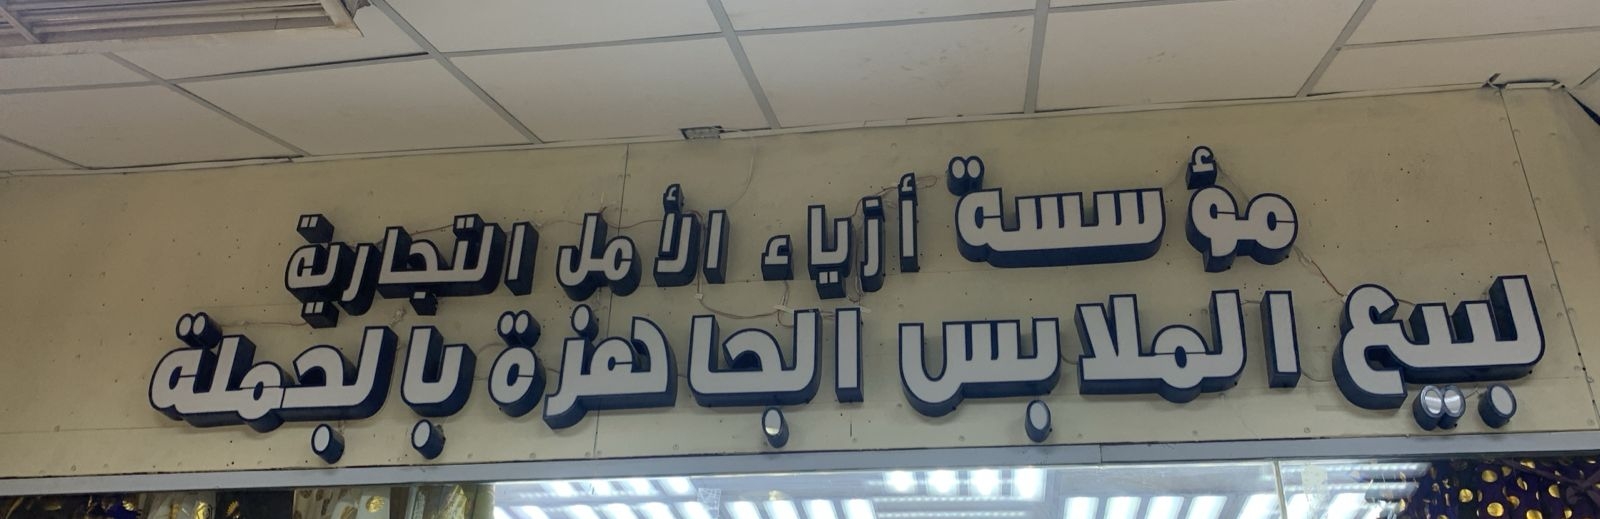 مؤسسة أزياء الأمل التجارية
لبيع الملابس الجاهزة بالجملة